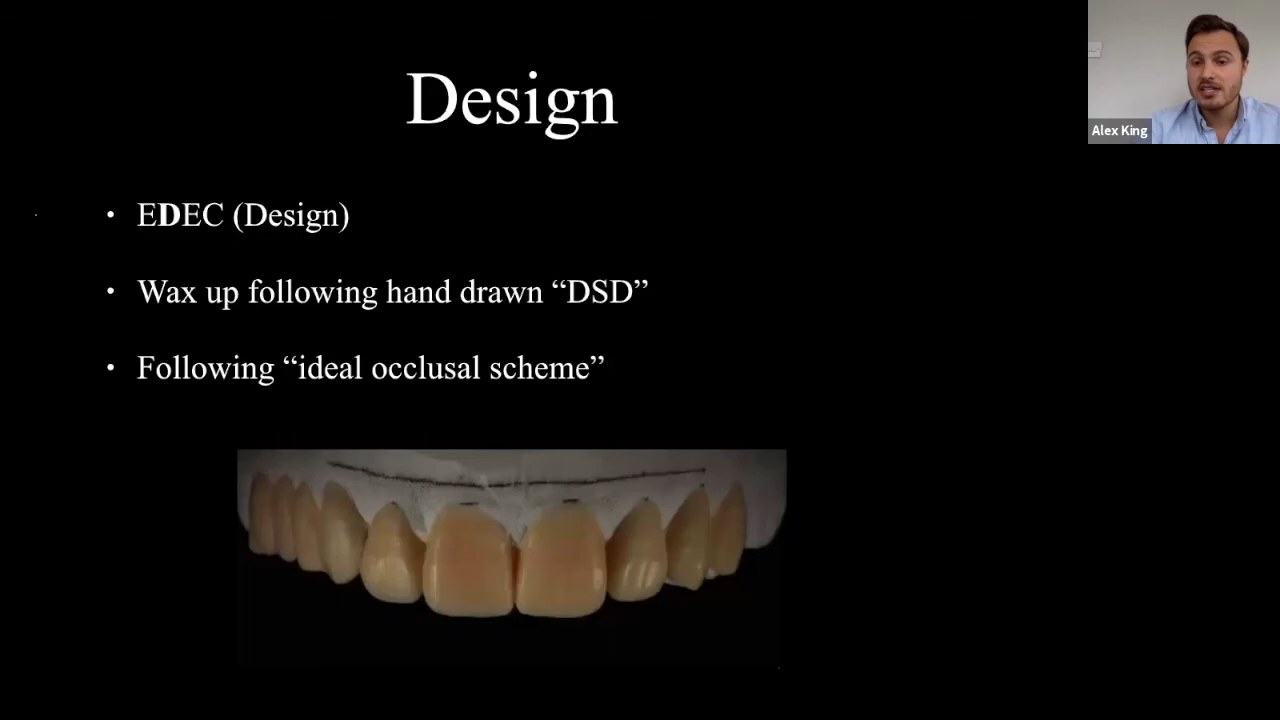 Design
Alex King
• EDEC (Design)
• Wax up following hand drawn “DSD”
• Following “ideal occlusal scheme”